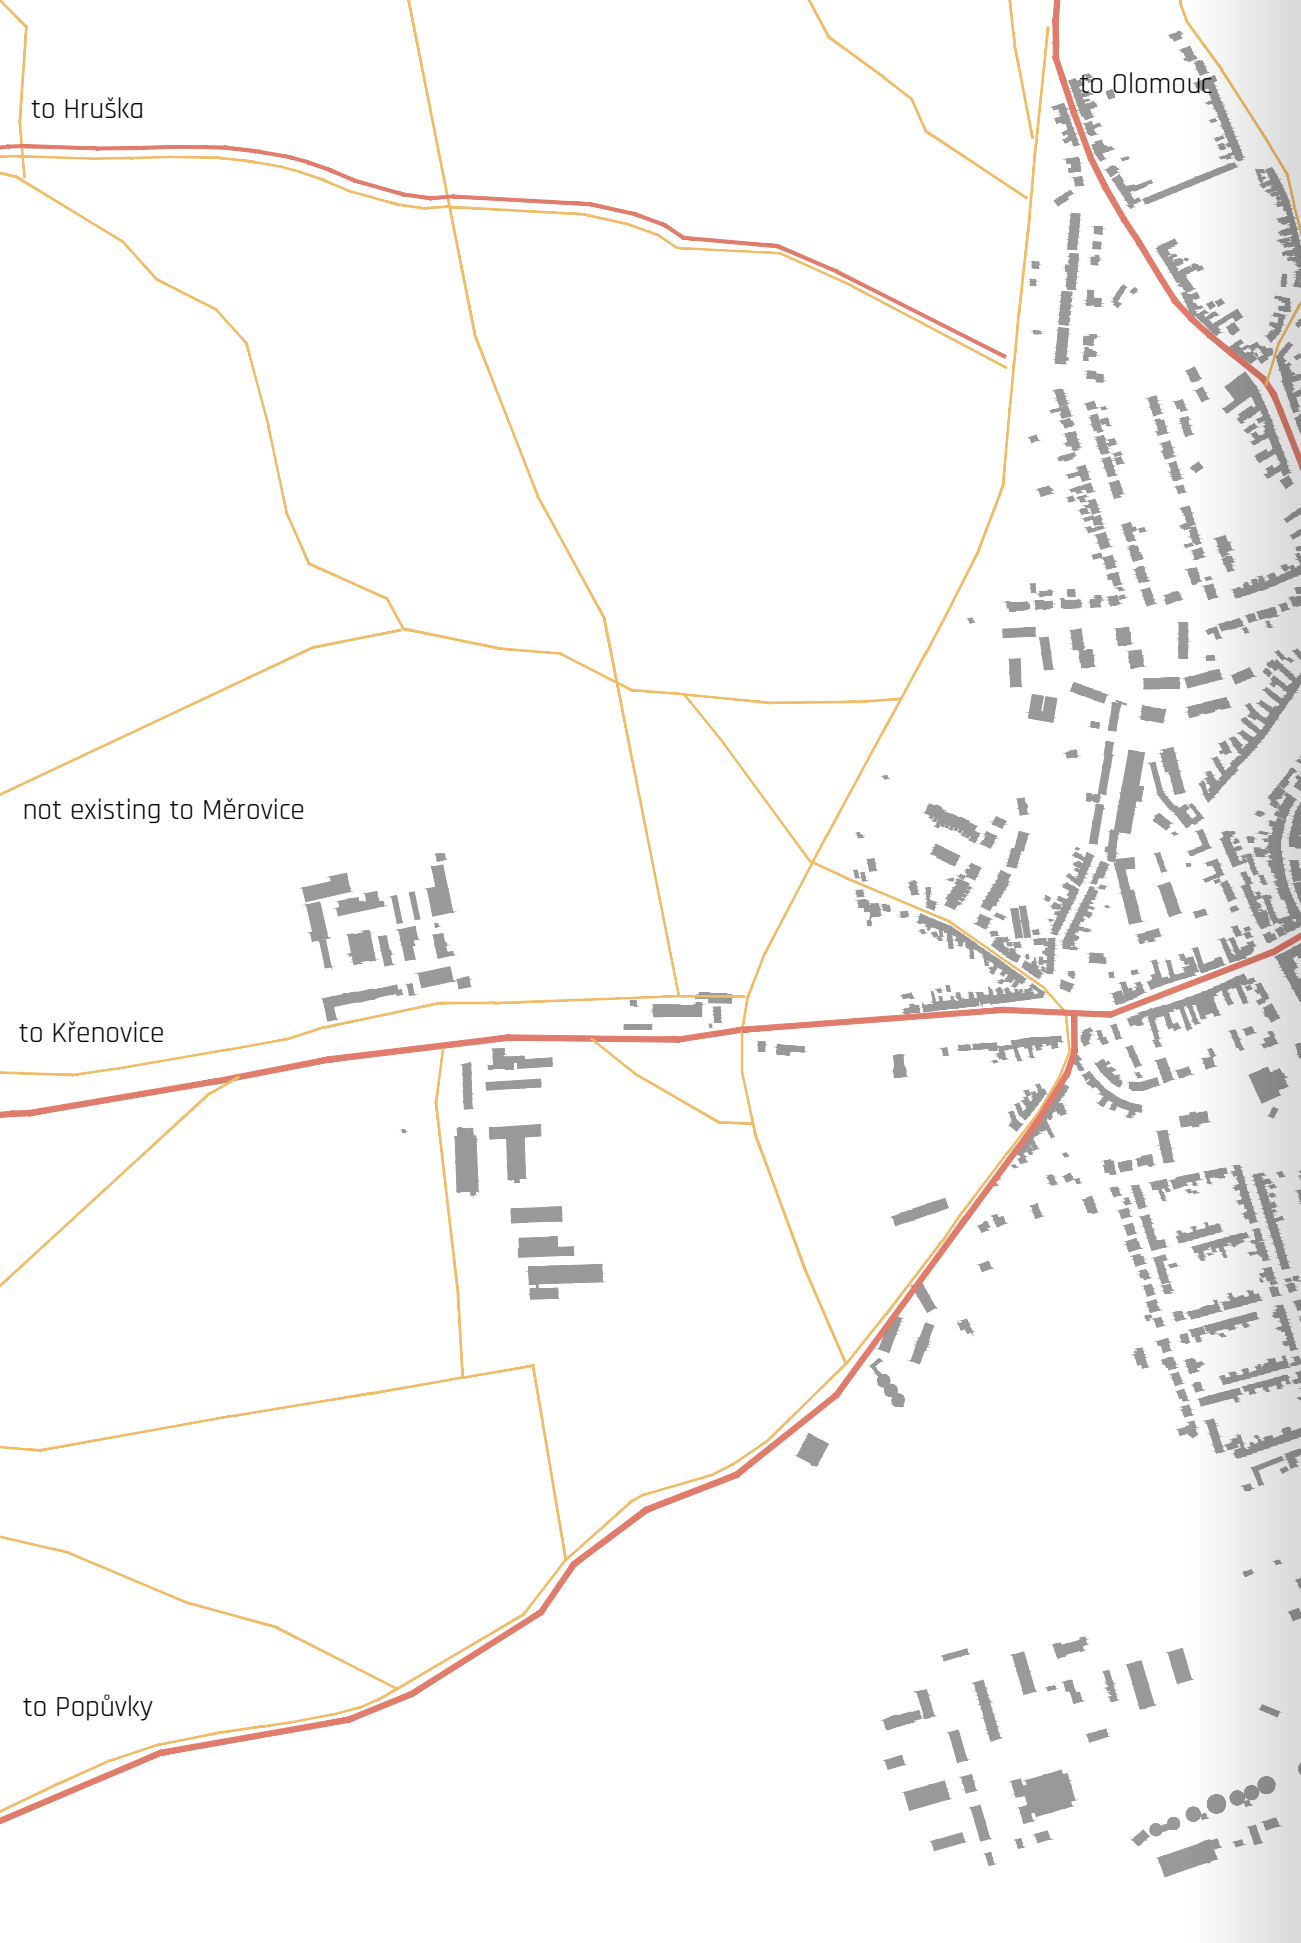 to Olomouc
to Hruška
not existing to Měrovice
to Křenovice
to Popůvky